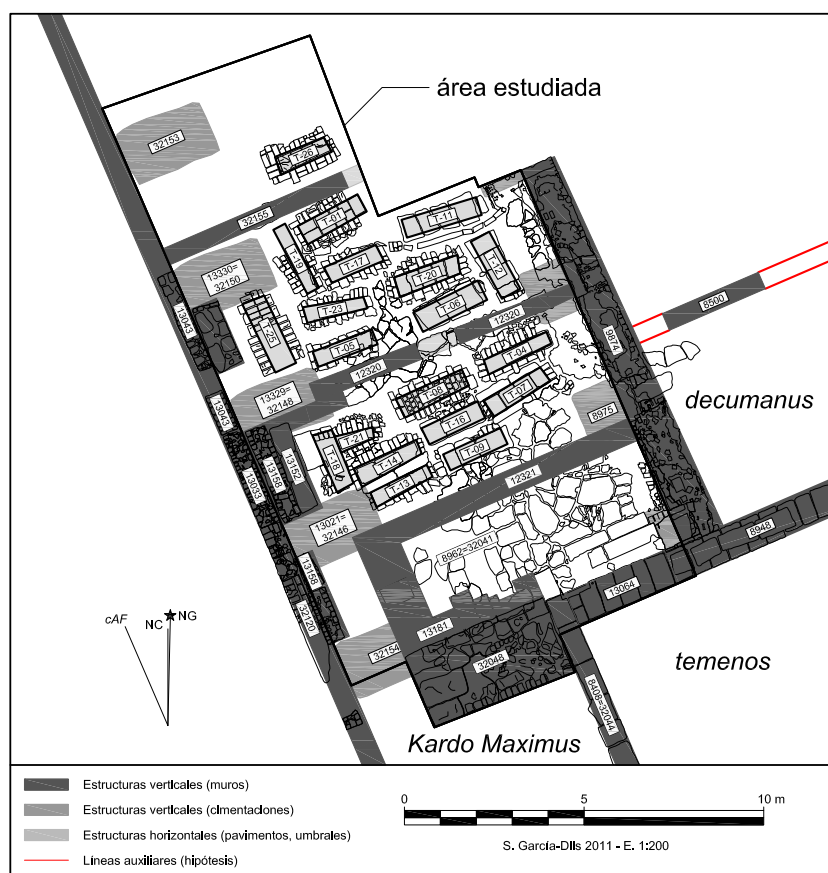 área estudiada
32153
T-26
32155
T-01
T-11
T-19
T-17
T-20
T-12
13330=
32150
13043
T-23
T-06
T-25
12320
8500
T-05
9874
12320
T-04
13329=
32148
T-08
T-07
decumanus
13043
8975
T-16
T-21
T-18
T-09
13152
13158
13033
T-14
12321
T-13
13021=
32146
8962=32041
8948
13158
13064
32120
cAF
NC
NG
13181
32154
32048
temenos
8408=32044
Kardo Maximus
Estructuras verticales (muros)
Estructuras verticales (cimentaciones)
Estructuras horizontales (pavimentos, umbrales)
Líneas auxiliares (hipótesis)
0
5
10 m
S. García-Dils 2011 - E. 1:200